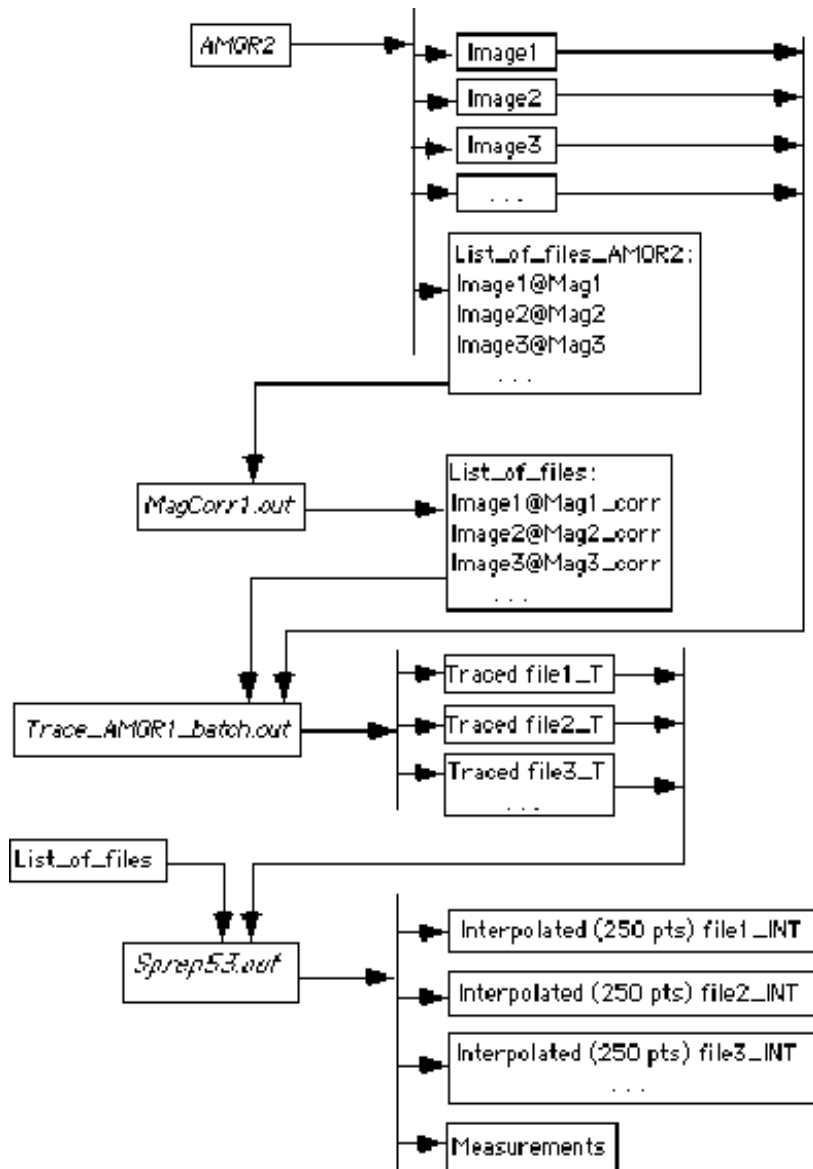 AMOR2
Image1
Image2
Image3
. . .
List_of_files_AMOR2:
Image1@Mag1
Image2@Mag2
Image3@Mag3
. . .
MagCorr1.out
List_of_files:
Image1@Mag1_corr
Image2@Mag2_corr
Image3@Mag3_corr
. . .
Trace_AMOR1_batch.out
Traced file1_T
Traced file2_T
Traced file3_T
. . .
List_of_files
Sprep53.out
Interpolated (250 pts) file1_INT
Interpolated (250 pts) file2_INT
Interpolated (250 pts) file3_INT
. . .
Measurements